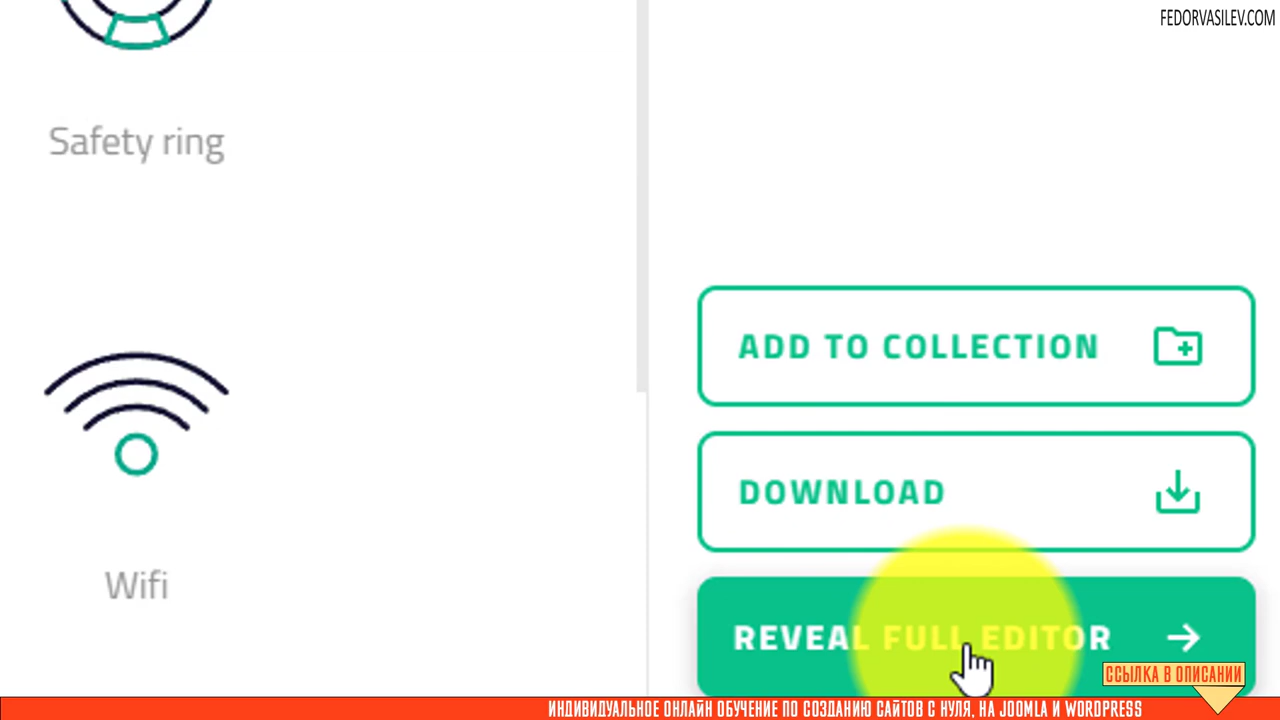 FEDORVASILEV.COM
Safety ring
ADD TO COLLECTION
DOWNLOAD
Wifi
REVEAL FULL EDITOR
ССЫЛКА В ОПИСАНИИ
ИНДИВИДУАЛЬНОЕ ОНЛАЙН ОБУЧЕНИЕ ПО СОЗДАНИЮ САЙТОВ С НУЛЯ, НА JOOMLA И WORDPRESS